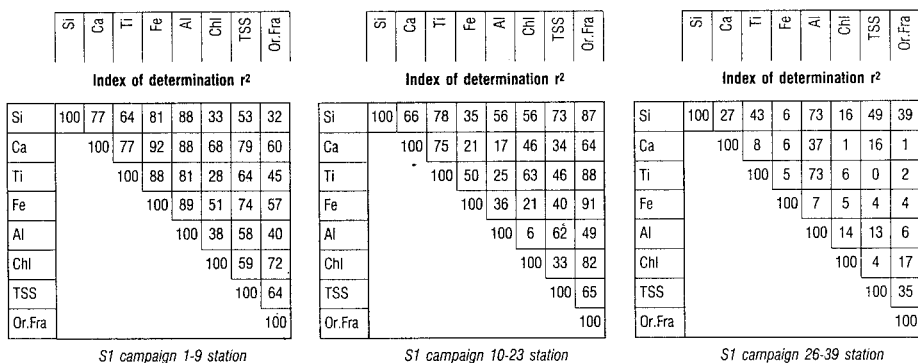 Si Ca Ti Fe Al Chl TSS Or.Fra
Index of determination r²
Si 100 77 64 81 88 33 53 32
Ca 100 77 92 88 68 79 60
Ti 100 88 81 28 64 45
Fe 100 89 51 74 57
Al 100 38 58 40
Chl 100 59 72
TSS 100 64
Or.Fra 100
S1 campaign 1-9 station
Si Ca Ti Fe Al Chl TSS Or.Fra
Index of determination r²
Si 100 66 78 35 56 56 73 87
Ca 100 75 21 17 46 34 64
Ti 100 50 25 63 46 88
Fe 100 36 21 40 91
Al 100 6 62 49
Chl 100 33 82
TSS 100 65
Or.Fra 100
S1 campaign 10-23 station
Si Ca Ti Fe Al Chl TSS Or.Fra
Index of determination r²
Si 100 27 43 6 73 16 49 39
Ca 100 8 6 37 1 16 1
Ti 100 5 73 6 0 2
Fe 100 7 5 4 4
Al 100 14 13 6
Chl 100 4 17
TSS 100 35
Or.Fra 100
S1 campaign 26-39 station